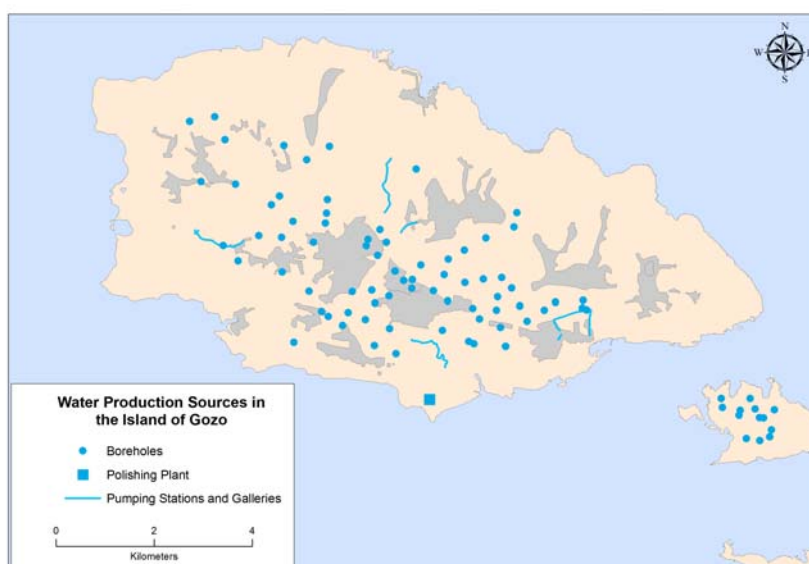 N
W E
S
Water Production Sources in
the Island of Gozo
Boreholes
Polishing Plant
Pumping Stations and Galleries
0 2 4
Kilometers